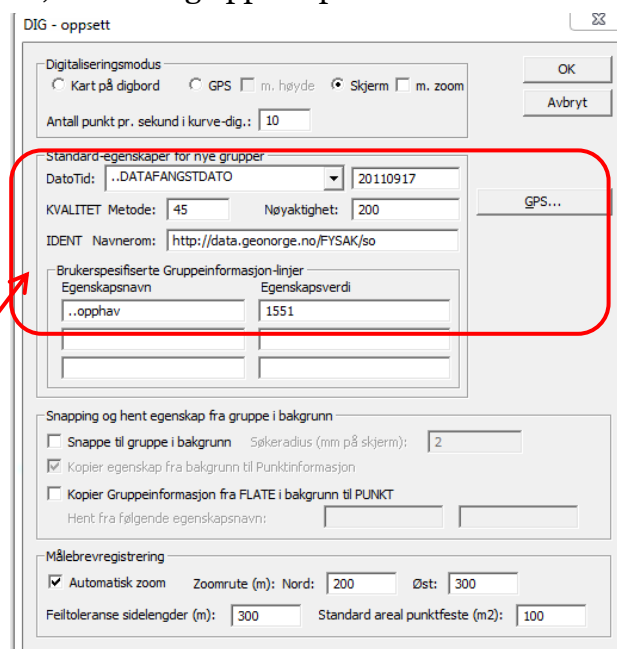 DIG - oppsett
Digitaliseringsmodus
OK
Kart på digbord GPS m. høyde Skjerm m. zoom
Avbryt
Antall punkt pr. sekund i kurve-dig.: 10
Standard-egenskaper for nye grupper
DatoTid: ..DATAFANGSTDATO 20110917
KVALITET Metode: 45 Nøyaktighet: 200 GPS...
IDENT Navnerom: http://data.geonorge.no/FYSAK/so
Brukerspesifiserte Gruppeinformasjon-linjer
Egenskapsnavn Egenskapsverdi
..opphav 1551
Snapping og hent egenskap fra gruppe i bakgrunn
Snappe til gruppe i bakgrunn Søkeradius (mm på skjerm): 2
Kopier egenskap fra bakgrunn til Punktinformasjon
Kopier Gruppeinformasjon fra FLATE i bakgrunn til PUNKT
Hent fra følgende egenskapsnavn:
Målebrevregistrering
Automatisk zoom Zoomrute (m): Nord: 200 Øst: 300
Feiltoleranse sidelengder (m): 300 Standard areal punktfeste (m2): 100